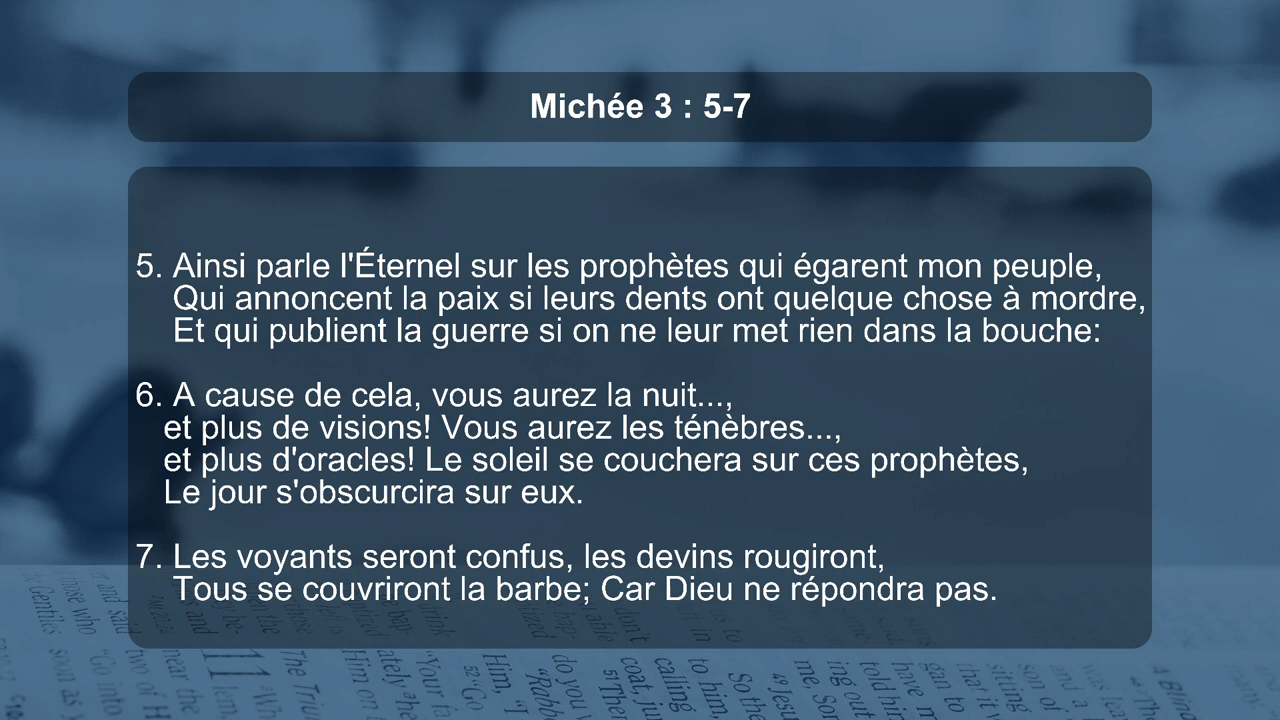 Michée 3 : 5-7
5. Ainsi parle l'Éternel sur les prophètes qui égarent mon peuple,
Qui annoncent la paix si leurs dents ont quelque chose à mordre,
Et qui publient la guerre si on ne leur met rien dans la bouche:
6. A cause de cela, vous aurez la nuit...,
et plus de visions! Vous aurez les ténèbres...,
et plus d'oracles! Le soleil se couchera sur ces prophètes,
Le jour s'obscurcira sur eux.
7. Les voyants seront confus, les devins rougiront,
Tous se couvriront la barbe; Car Dieu ne répondra pas.